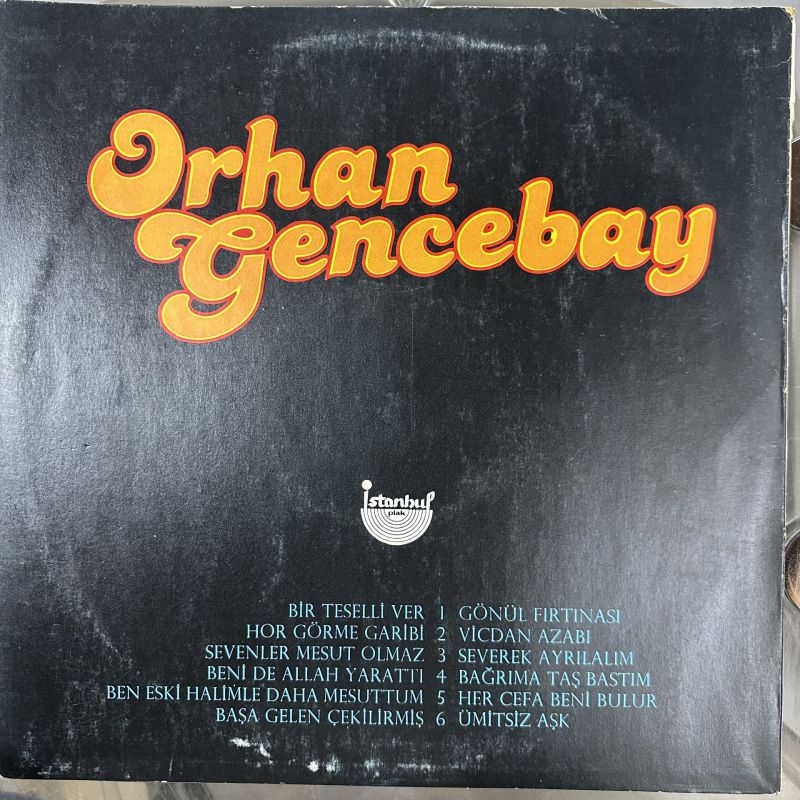 Orhan
Gencebay
İstanbul
plak
BİR TESELLİ VER 1 GÖNÜL FIRTINASI
HOR GÖRME GARİBİ 2 VİCDAN AZABI
SEVENLER MESUT OLMAZ 3 SEVEREK AYRILALIM
BENİ DE ALLAH YARATTI 4 BAĞRIMA TAŞ BASTIM
BEN ESKİ HALİMLE DAHA MESUTTUM 5 HER CEFA BENİ BULUR
BAŞA GELEN ÇEKİLİRMİŞ 6 ÜMİTSİZ AŞK